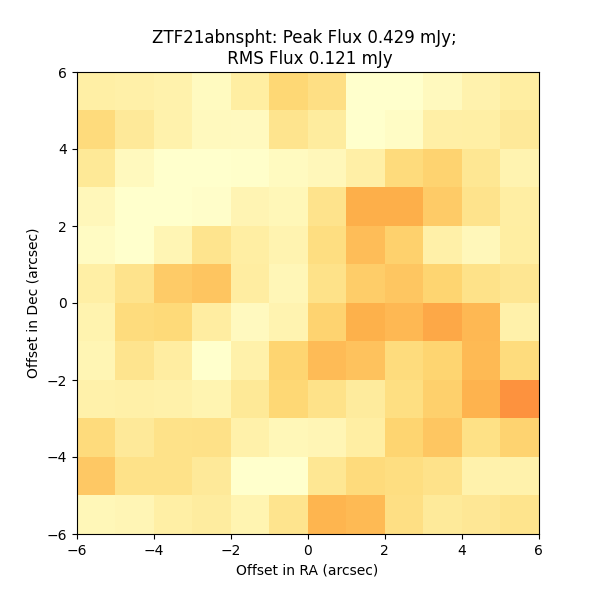 ZTF21abnspht: Peak Flux 0.429 mJy;
RMS Flux 0.121 mJy
6
4
2
0
−2
−4
−6
Offset in Dec (arcsec)
−6 −4 −2 0 2 4 6
Offset in RA (arcsec)